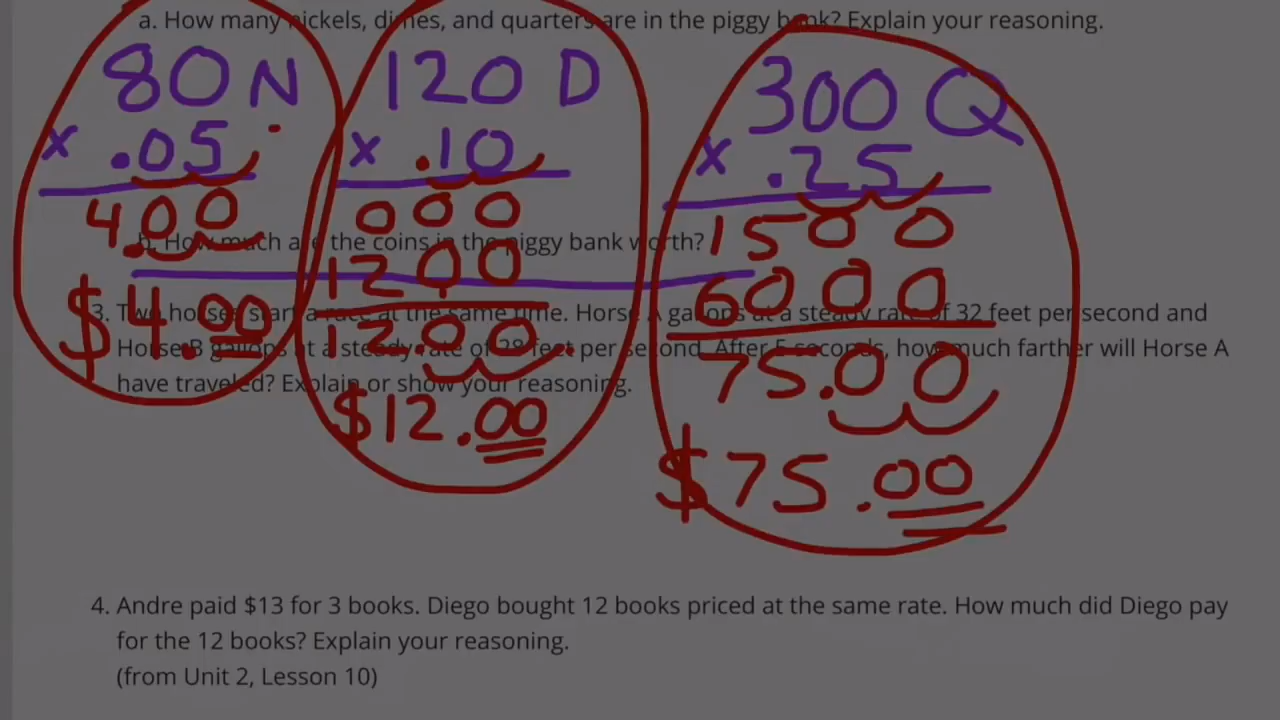 a. How many nickels, dimes, and quarters are in the piggy bank? Explain your reasoning.
80 N
x .05
400
$4.00
120 D
x .10
000
1200
12.00
$12.00
300 Q
x .25
1500
6000
75.00
$75.00
b. How much are the coins in the piggy bank worth?
3. Two horses start a race at the same time. Horse A gallops at a steady rate of 32 feet per second and
Horse B gallops at a steady rate of 28 feet per second. After 5 seconds, how much farther will Horse A
have traveled? Explain or show your reasoning.
4. Andre paid $13 for 3 books. Diego bought 12 books priced at the same rate. How much did Diego pay
for the 12 books? Explain your reasoning.
(from Unit 2, Lesson 10)